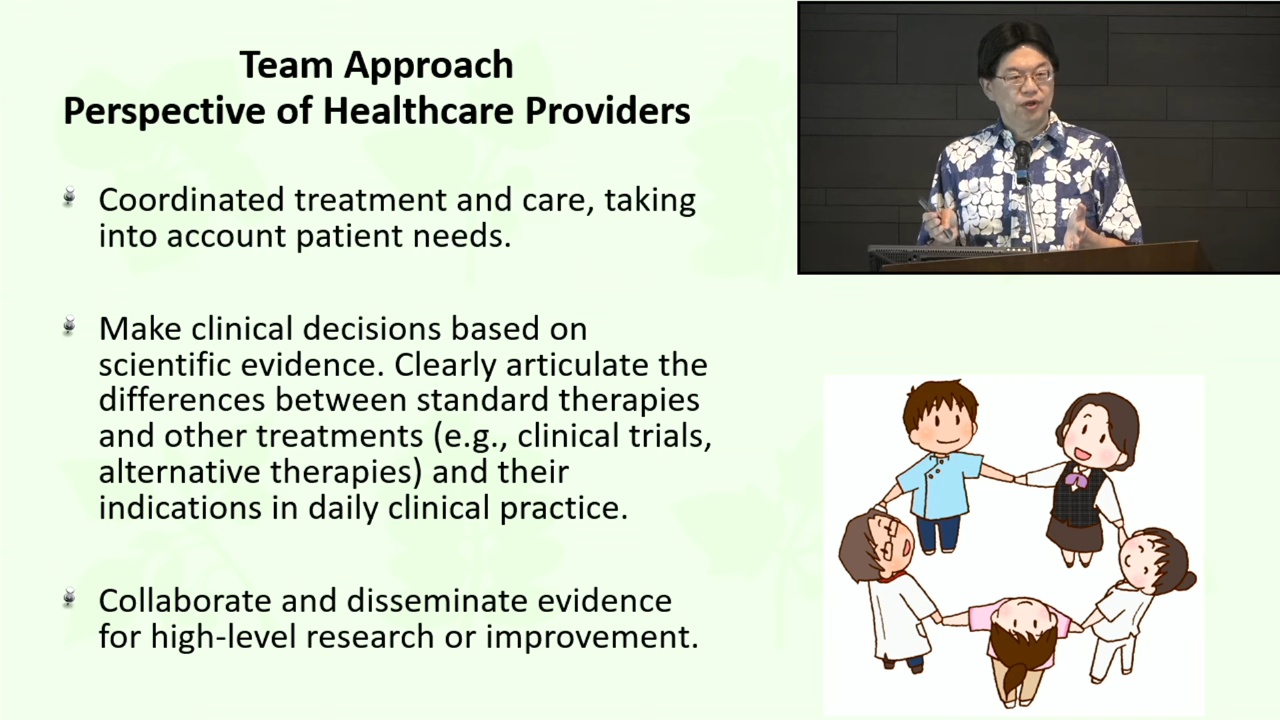 Team Approach
Perspective of Healthcare Providers
Coordinated treatment and care, taking
into account patient needs.
Make clinical decisions based on
scientific evidence. Clearly articulate the
differences between standard therapies
and other treatments (e.g., clinical trials,
alternative therapies) and their
indications in daily clinical practice.
Collaborate and disseminate evidence
for high-level research or improvement.